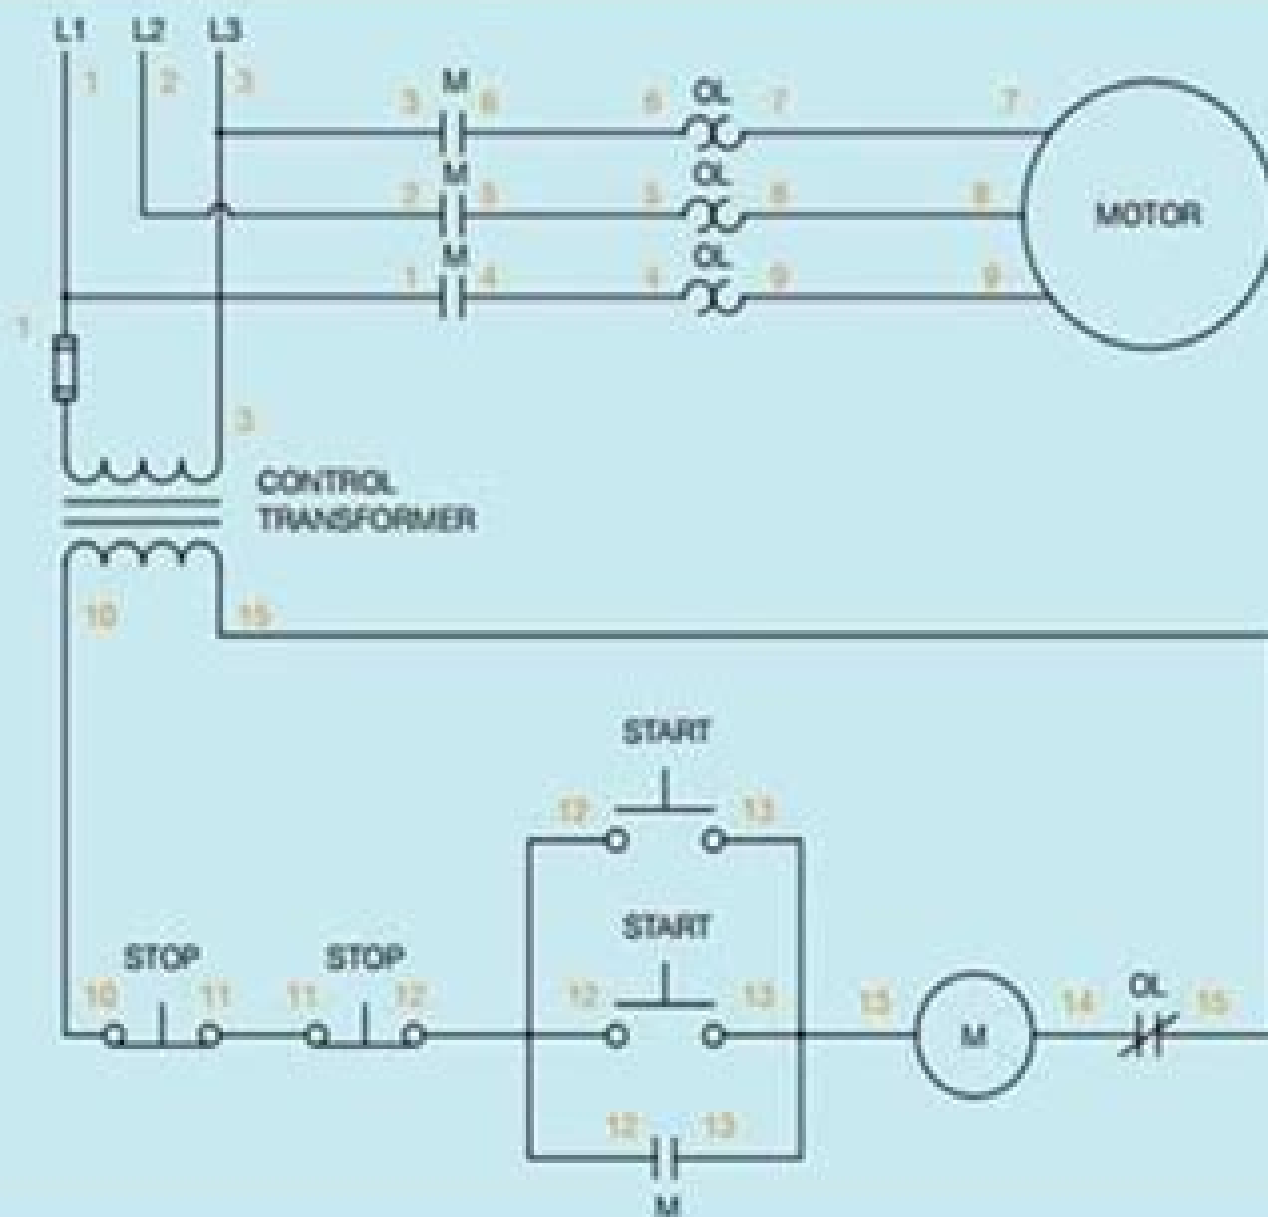 L1 L2 L3
1 2 3
M
3 6 6 OL 7 7
M
2 5 5 OL 8 8
MOTOR
M
1 4 4 OL 9 9
1
3
CONTROL
TRANSFORMER
10 15
START
12 13
START
STOP STOP
10 11 11 12 12 13 13 14 OL 15
M
12 13
M